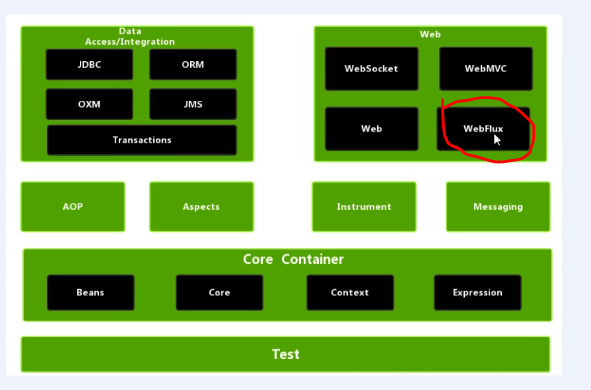 Data
Access/Integration
JDBC
ORM
OXM
JMS
Transactions
Web
WebSocket
WebMVC
Web
WebFlux
AOP
Aspects
Instrument
Messaging
Core Container
Beans
Core
Context
Expression
Test